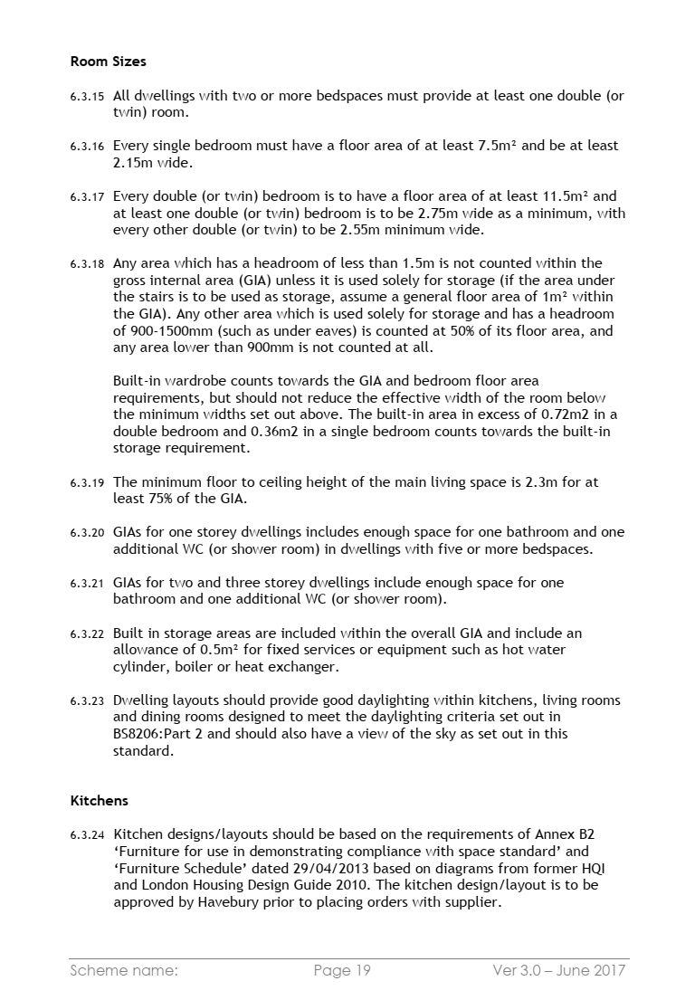 Room Sizes
6.3.15 All dwellings with two or more bedspaces must provide at least one double (or
twin) room.
6.3.16 Every single bedroom must have a floor area of at least 7.5m² and be at least
2.15m wide.
6.3.17 Every double (or twin) bedroom is to have a floor area of at least 11.5m² and
at least one double (or twin) bedroom is to be 2.75m wide as a minimum, with
every other double (or twin) to be 2.55m minimum wide.
6.3.18 Any area which has a headroom of less than 1.5m is not counted within the
gross internal area (GIA) unless it is used solely for storage (if the area under
the stairs is to be used as storage, assume a general floor area of 1m² within
the GIA). Any other area which is used solely for storage and has a headroom
of 900-1500mm (such as under eaves) is counted at 50% of its floor area, and
any area lower than 900mm is not counted at all.
Built-in wardrobe counts towards the GIA and bedroom floor area
requirements, but should not reduce the effective width of the room below
the minimum widths set out above. The built-in area in excess of 0.72m2 in a
double bedroom and 0.36m2 in a single bedroom counts towards the built-in
storage requirement.
6.3.19 The minimum floor to ceiling height of the main living space is 2.3m for at
least 75% of the GIA.
6.3.20 GIAs for one storey dwellings includes enough space for one bathroom and one
additional WC (or shower room) in dwellings with five or more bedspaces.
6.3.21 GIAs for two and three storey dwellings include enough space for one
bathroom and one additional WC (or shower room).
6.3.22 Built in storage areas are included within the overall GIA and include an
allowance of 0.5m² for fixed services or equipment such as hot water
cylinder, boiler or heat exchanger.
6.3.23 Dwelling layouts should provide good daylighting within kitchens, living rooms
and dining rooms designed to meet the daylighting criteria set out in
BS8206:Part 2 and should also have a view of the sky as set out in this
standard.
Kitchens
6.3.24 Kitchen designs/layouts should be based on the requirements of Annex B2
‘Furniture for use in demonstrating compliance with space standard’ and
‘Furniture Schedule’ dated 29/04/2013 based on diagrams from former HQI
and London Housing Design Guide 2010. The kitchen design/layout is to be
approved by Havebury prior to placing orders with supplier.
Scheme name: Page 19 Ver 3.0 – June 2017